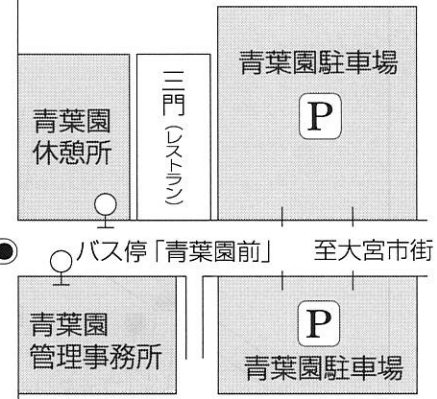 青葉園駐車場
P
三門(レストラン)
青葉園
休憩所
バス停「青葉園前」
至大宮市街
青葉園
管理事務所
P
青葉園駐車場